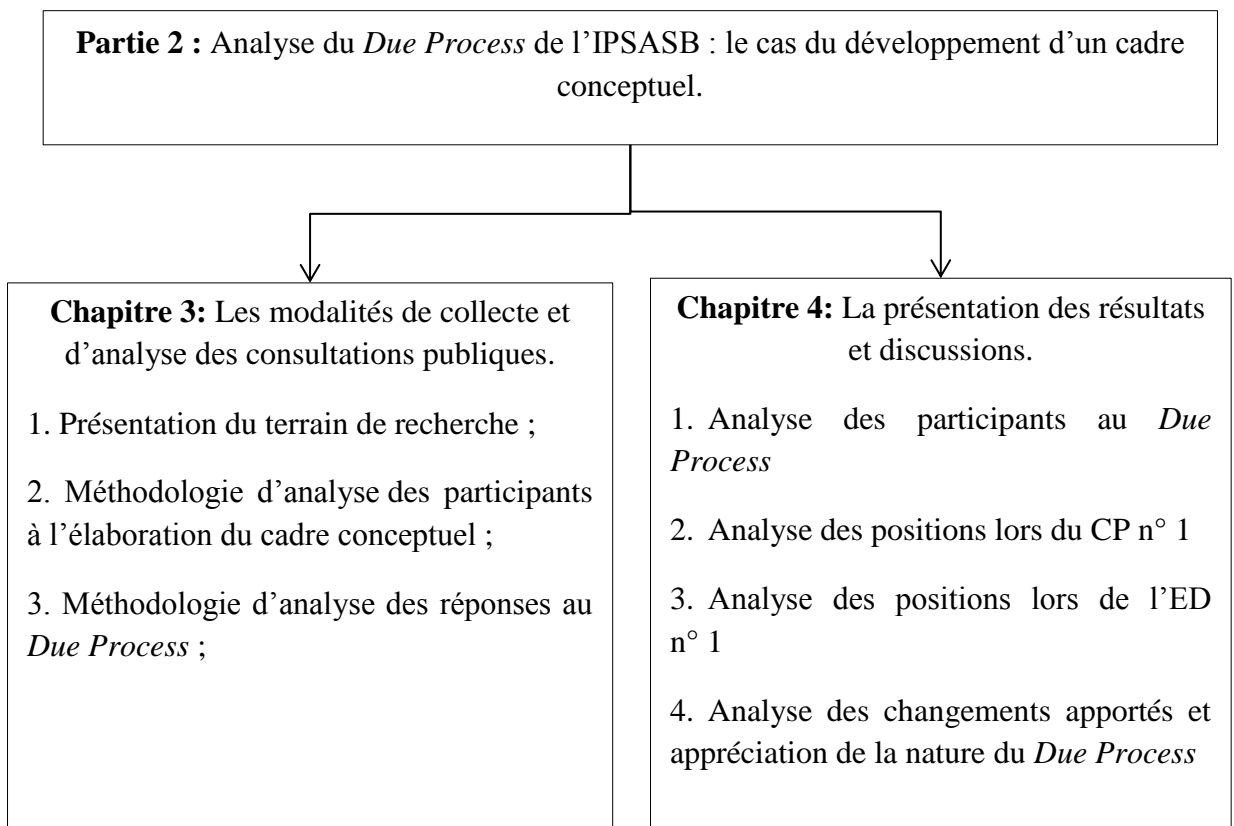 Partie 2 : Analyse du Due Process de l'IPSASB : le cas du développement d'un cadre
conceptuel.
Chapitre 3: Les modalités de collecte et
d'analyse des consultations publiques.
1. Présentation du terrain de recherche ;
2. Méthodologie d'analyse des participants
à l'élaboration du cadre conceptuel ;
3. Méthodologie d'analyse des réponses au
Due Process ;
Chapitre 4: La présentation des résultats
et discussions.
1. Analyse des participants au Due
Process
2. Analyse des positions lors du CP n° 1
3. Analyse des positions lors de l'ED
n° 1
4. Analyse des changements apportés et
appréciation de la nature du Due Process